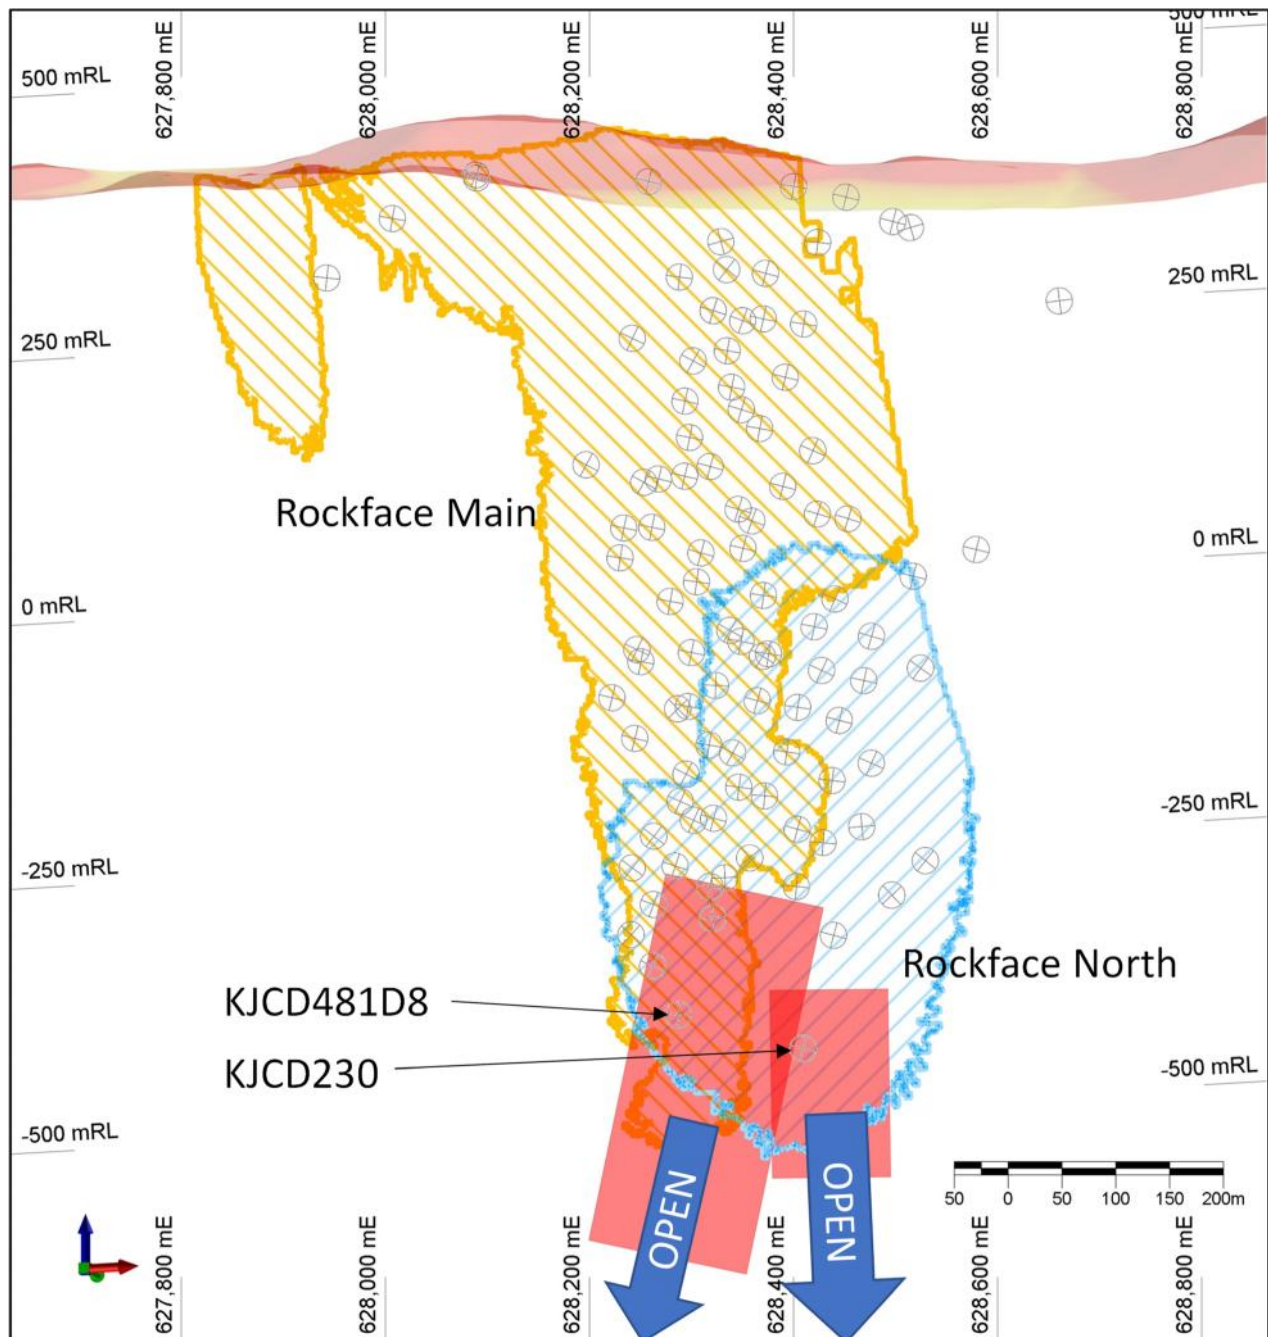 627,800 mE
628,000 mE
628,200 mE
628,400 mE
628,600 mE
628,800 mE
500 mRL
500 mRL
250 mRL
250 mRL
Rockface Main
0 mRL
0 mRL
-250 mRL
-250 mRL
Rockface North
KJCD481D8
KJCD230
-500 mRL
-500 mRL
OPEN
OPEN
50 0 50 100 150 200m
627,800 mE
628,000 mE
628,200 mE
628,400 mE
628,600 mE
628,800 mE